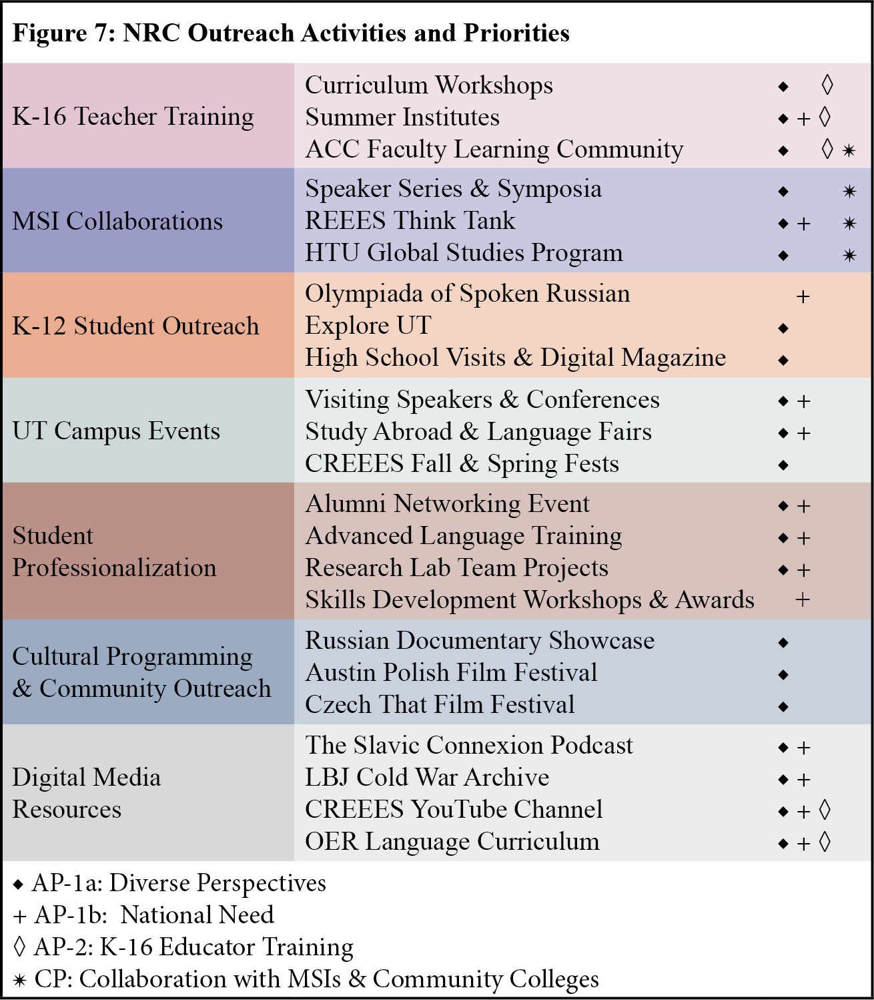 Figure 7: NRC Outreach Activities and Priorities
K-16 Teacher Training
Curriculum Workshops ◆ ◊
Summer Institutes ◆ + ◊
ACC Faculty Learning Community ◆ ◊ ✷
MSI Collaborations
Speaker Series & Symposia ◆ ✷
REEES Think Tank ◆ + ✷
HTU Global Studies Program ◆ ✷
K-12 Student Outreach
Olympiada of Spoken Russian +
Explore UT ◆
High School Visits & Digital Magazine ◆
UT Campus Events
Visiting Speakers & Conferences ◆ +
Study Abroad & Language Fairs ◆ +
CREEES Fall & Spring Fests ◆
Student
Professionalization
Alumni Networking Event ◆ +
Advanced Language Training ◆ +
Research Lab Team Projects ◆ +
Skills Development Workshops & Awards +
Cultural Programming
& Community Outreach
Russian Documentary Showcase ◆
Austin Polish Film Festival ◆
Czech That Film Festival ◆
Digital Media
Resources
The Slavic Connexion Podcast ◆ +
LBJ Cold War Archive ◆ +
CREEES YouTube Channel ◆ + ◊
OER Language Curriculum ◆ + ◊
◆ AP-1a: Diverse Perspectives
+ AP-1b: National Need
◊ AP-2: K-16 Educator Training
✷ CP: Collaboration with MSIs & Community Colleges